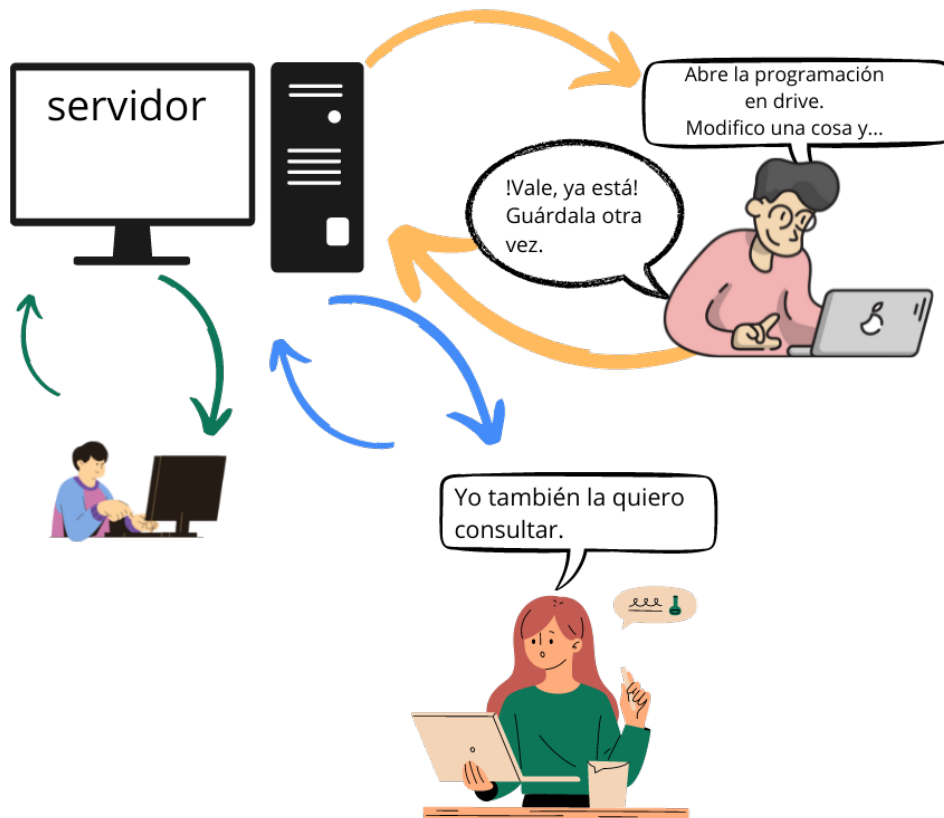 servidor
Abre la programación
en drive.
Modifico una cosa y...
!Vale, ya está!
Guárdala otra
vez.
Yo también la quiero
consultar.